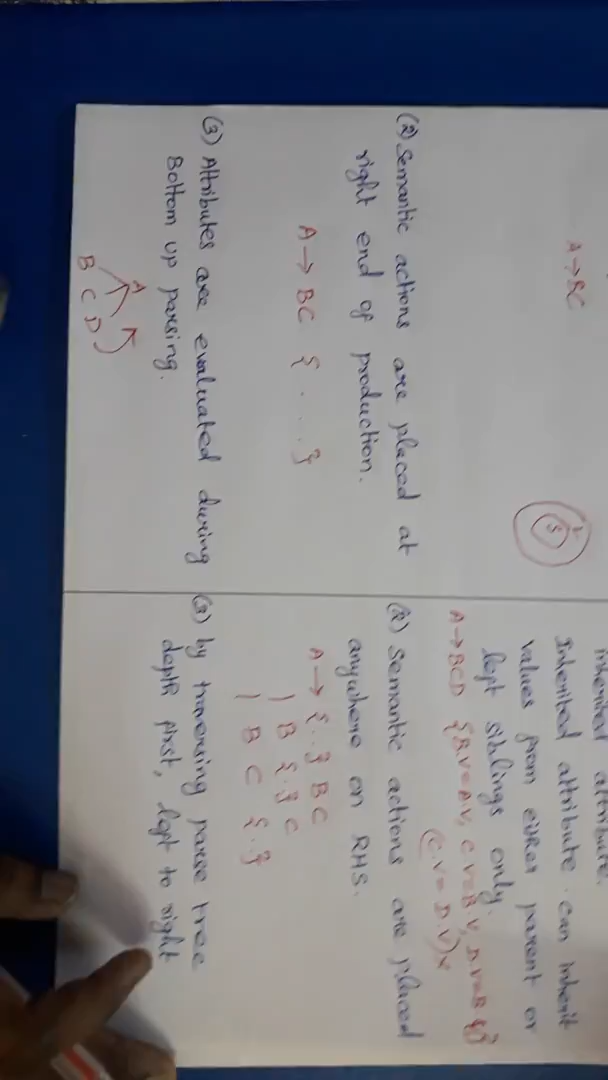 A → BC
(2) Semantic actions are placed at
right end of production.
A → BC { . . . . }
(3) Attributes are evaluated during
Bottom up parsing.
A
B C D
inherited attribute.
Inherited attribute can inherit
values from either parent or
left siblings only.
A → BCD { B.V = A.V, C.V = B.V,
(C.V = D.V) ×
(2) Semantic actions are placed
anywhere on RHS.
A → { . . } BC
| B { . } C
| B C { . }
(3) by traversing parse tree
depth first, left to right